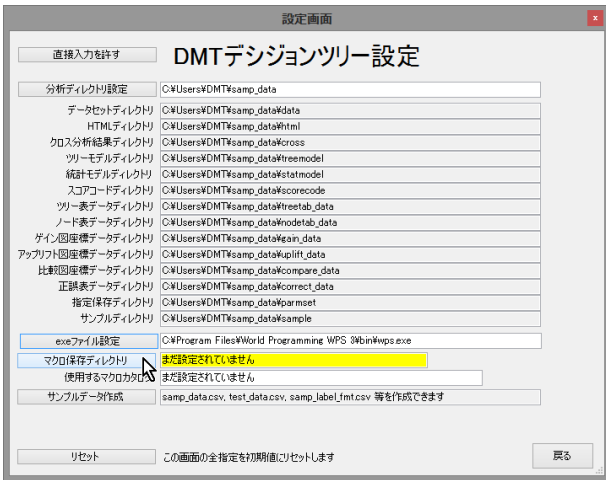 設定画面
x
直接入力を許す
DMTデシジョンツリー設定
分析ディレクトリ設定 C:¥Users¥DMT¥samp_data
データセットディレクトリ C:¥Users¥DMT¥samp_data¥data
HTMLディレクトリ C:¥Users¥DMT¥samp_data¥html
クロス分析結果ディレクトリ C:¥Users¥DMT¥samp_data¥cross
ツリーモデルディレクトリ C:¥Users¥DMT¥samp_data¥treemodel
統計モデルディレクトリ C:¥Users¥DMT¥samp_data¥statmodel
スコアコードディレクトリ C:¥Users¥DMT¥samp_data¥scorecode
ツリー表データディレクトリ C:¥Users¥DMT¥samp_data¥treetab_data
ノード表データディレクトリ C:¥Users¥DMT¥samp_data¥nodetab_data
ゲイン図座標データディレクトリ C:¥Users¥DMT¥samp_data¥gain_data
アップリフト図座標データディレクトリ C:¥Users¥DMT¥samp_data¥uplift_data
比較図座標データディレクトリ C:¥Users¥DMT¥samp_data¥compare_data
正誤表データディレクトリ C:¥Users¥DMT¥samp_data¥correct_data
指定保存ディレクトリ C:¥Users¥DMT¥samp_data¥parmset
サンプルディレクトリ C:¥Users¥DMT¥samp_data¥sample
exeファイル設定 C:¥Program Files¥World Programming WPS 3¥bin¥wps.exe
マクロ保存ディレクトリ まだ設定されていません
使用するマクロカタログ まだ設定されていません
サンプルデータ作成 samp_data.csv, test_data.csv, samp_label_fmt.csv 等を作成できます
リセット この画面の全指定を初期値にリセットします
戻る